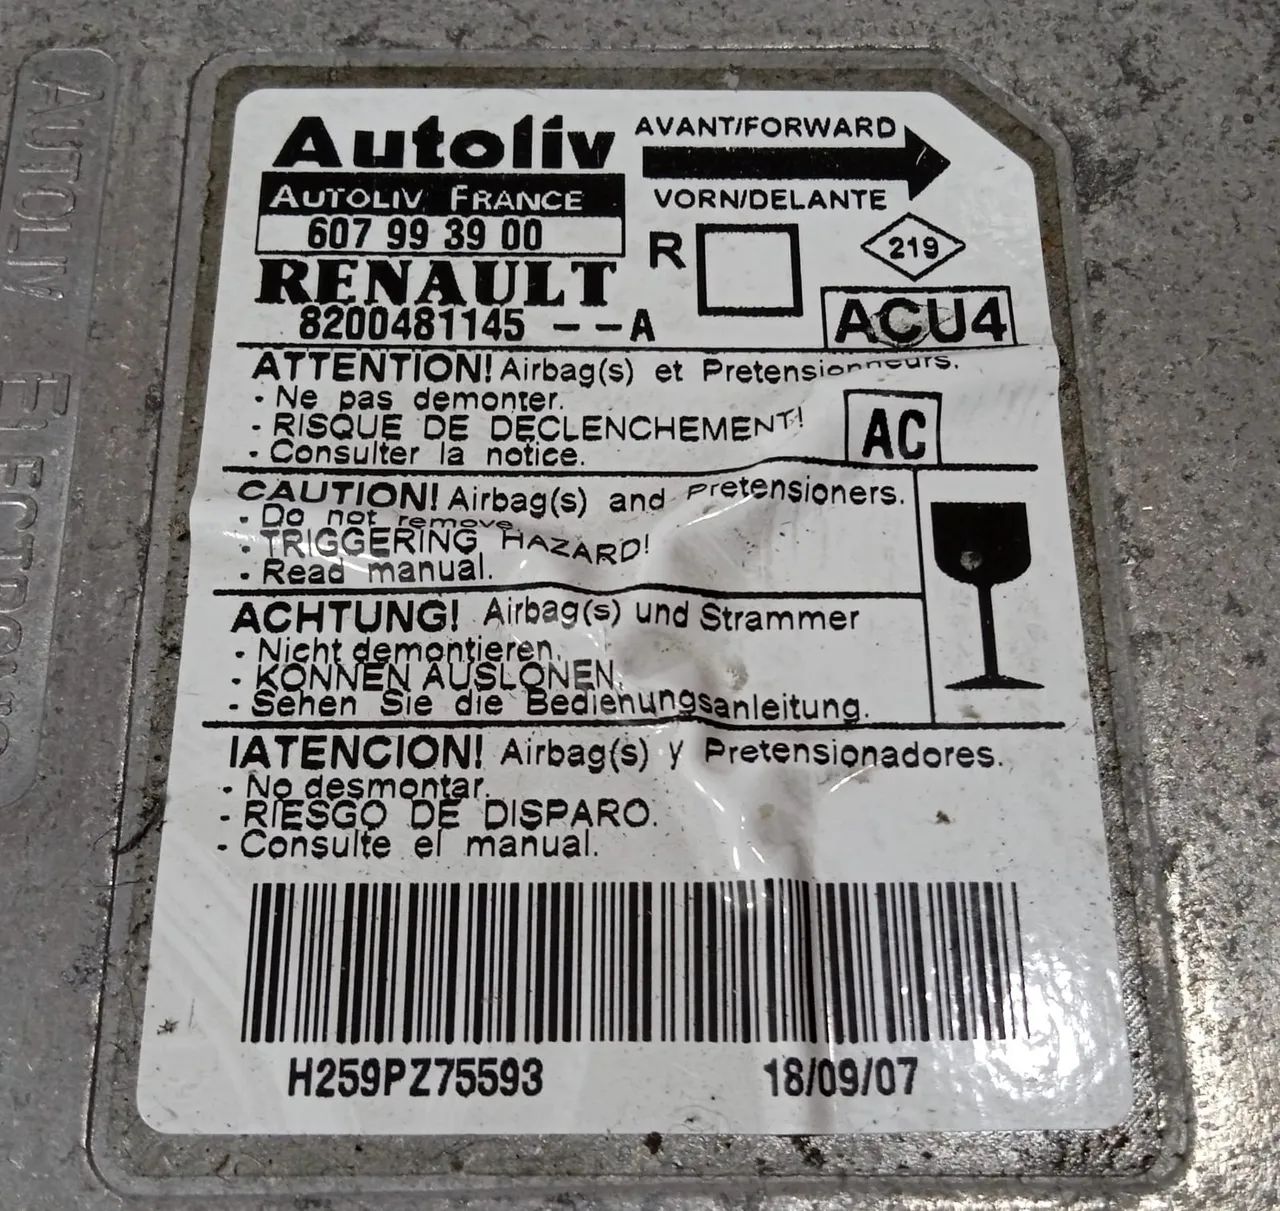 AUTOLIV ELECTRONIC
Autoliv
AUTOLIV FRANCE
607 99 39 00
RENAULT
8200481145 --A
AVANT/FORWARD
VORN/DELANTE
R
219
ACU4
ATTENTION! Airbag(s) et Pretensionneurs.
- Ne pas demonter.
- RISQUE DE DECLENCHEMENT!
- Consulter la notice.
AC
CAUTION! Airbag(s) and Pretensioners.
- Do not remove
- TRIGGERING HAZARD!
- Read manual.
ACHTUNG! Airbag(s) und Strammer
- Nicht demontieren.
- KONNEN AUSLONEN.
- Sehen Sie die Bedienungsanleitung.
IATENCION! Airbag(s) y Pretensionadores.
- No desmontar.
- RIESGO DE DISPARO.
- Consulte el manual.
H259PZ75593
18/09/07